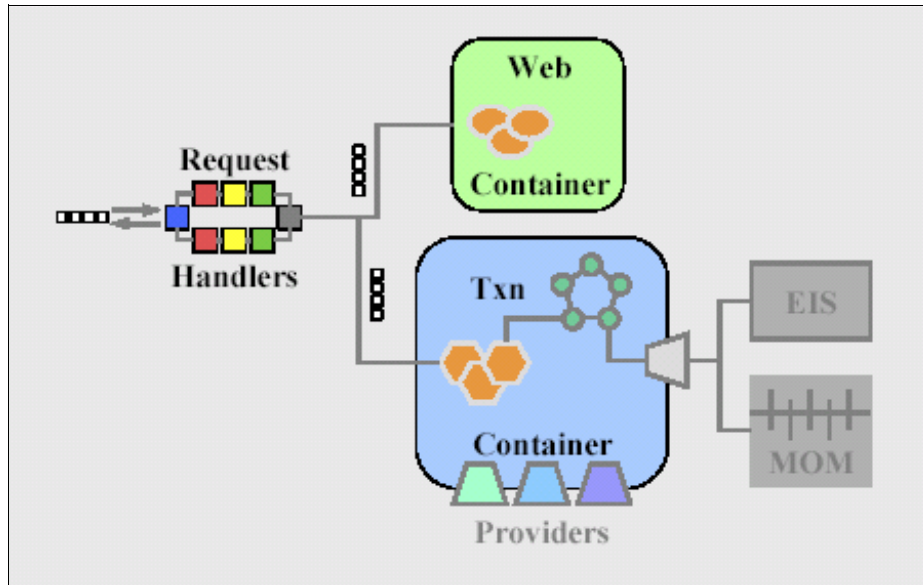 Web
Container
Request
Handlers
Txn
Container
Providers
EIS
MOM